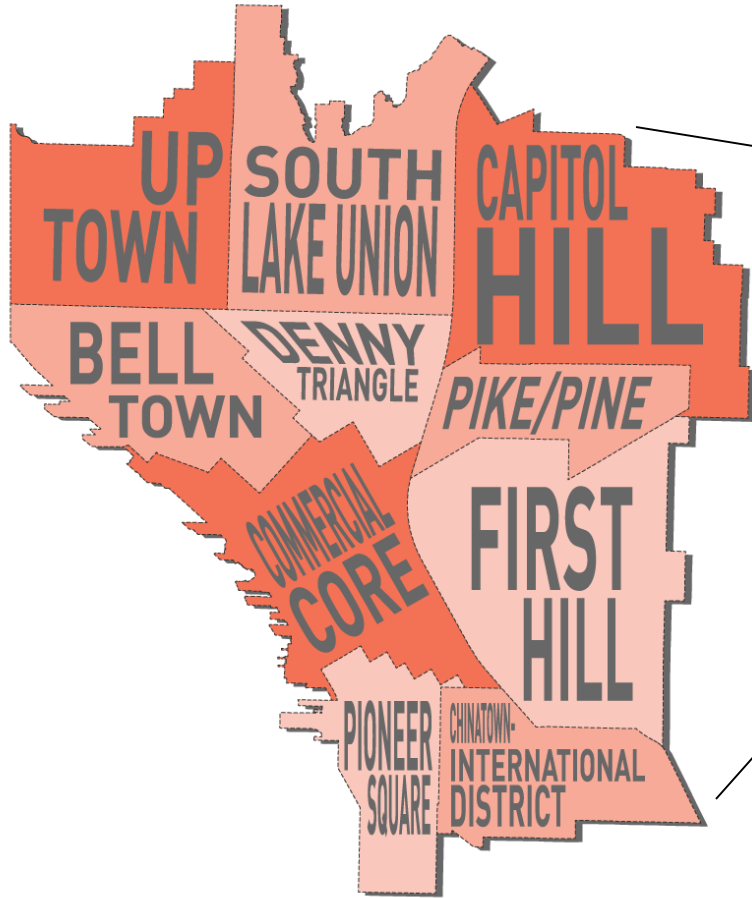 UP
TOWN
SOUTH
LAKE UNION
CAPITOL
HILL
BELL
TOWN
DENNY
TRIANGLE
PIKE/PINE
COMMERCIAL
CORE
FIRST
HILL
PIONEER
SQUARE
CHINATOWN-
INTERNATIONAL
DISTRICT